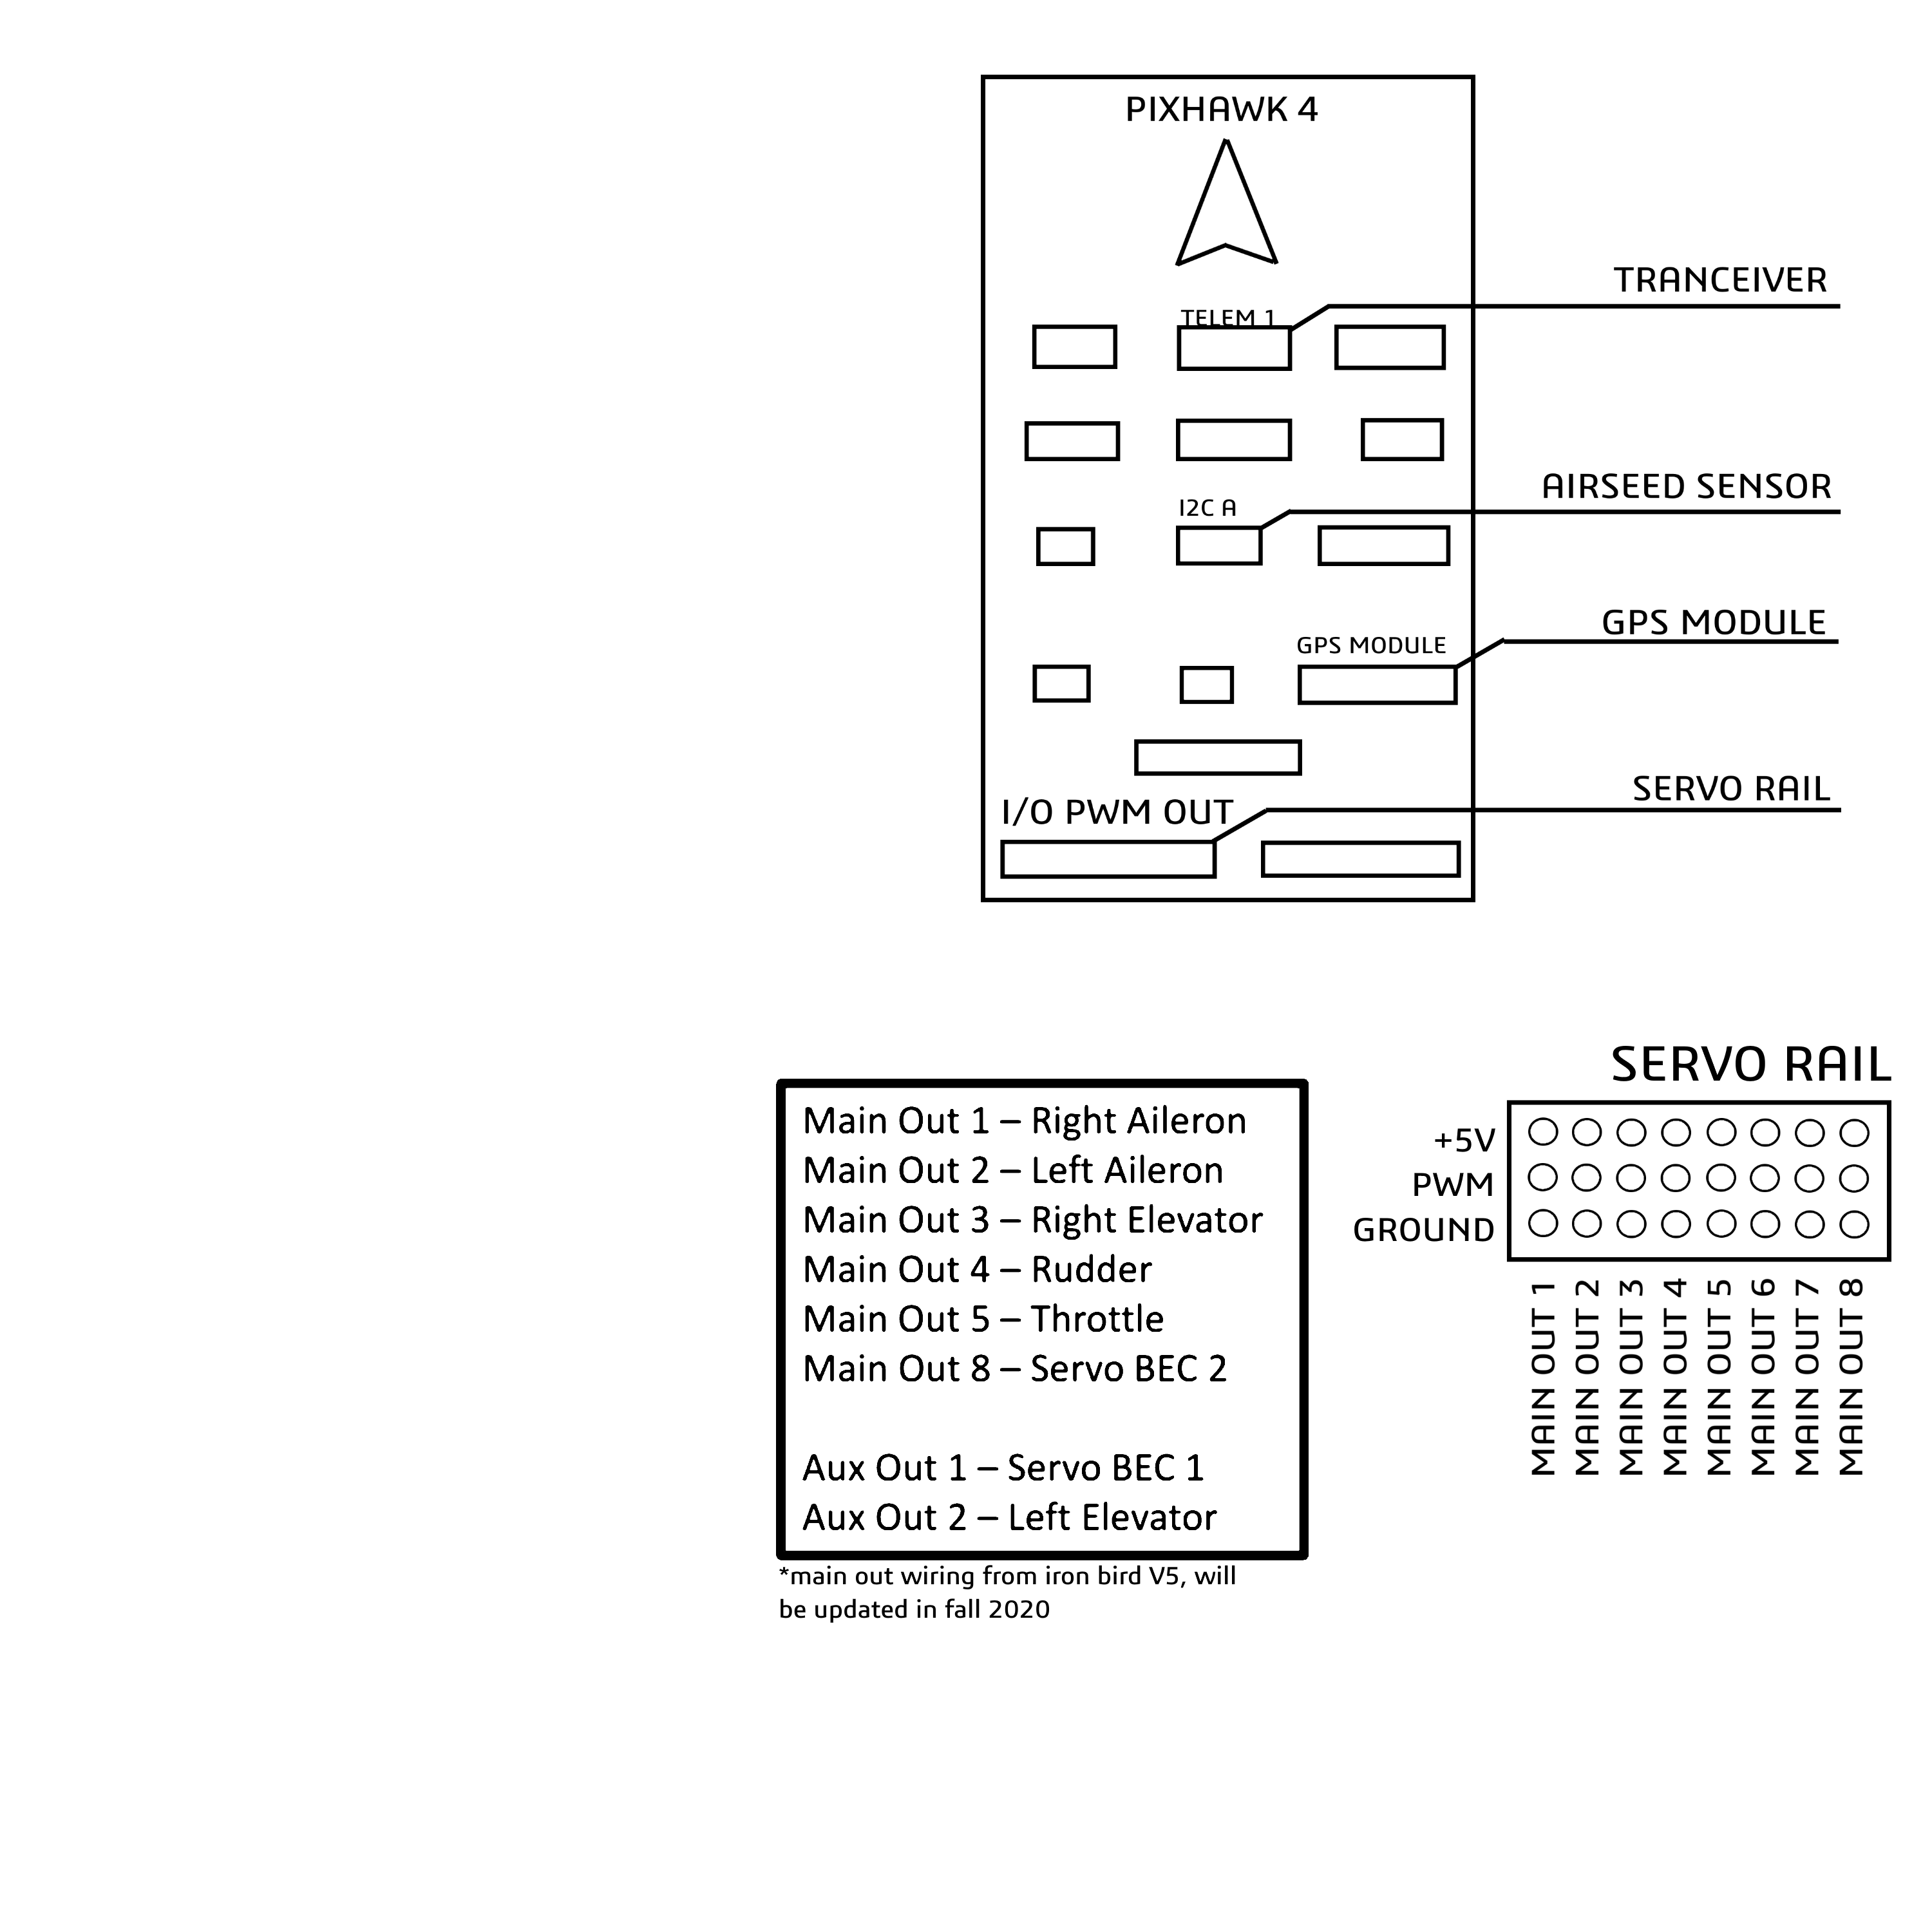 PIXHAWK 4
TRANCEIVER
TELEM 1
AIRSEED SENSOR
I2C A
GPS MODULE
GPS MODULE
SERVO RAIL
I/O PWM OUT
SERVO RAIL
+5V
PWM
GROUND
MAIN OUT 1
MAIN OUT 2
MAIN OUT 3
MAIN OUT 4
MAIN OUT 5
MAIN OUT 6
MAIN OUT 7
MAIN OUT 8
Main Out 1 – Right Aileron
Main Out 2 – Left Aileron
Main Out 3 – Right Elevator
Main Out 4 – Rudder
Main Out 5 – Throttle
Main Out 8 – Servo BEC 2
Aux Out 1 – Servo BEC 1
Aux Out 2 – Left Elevator
*main out wiring from iron bird V5, will
be updated in fall 2020